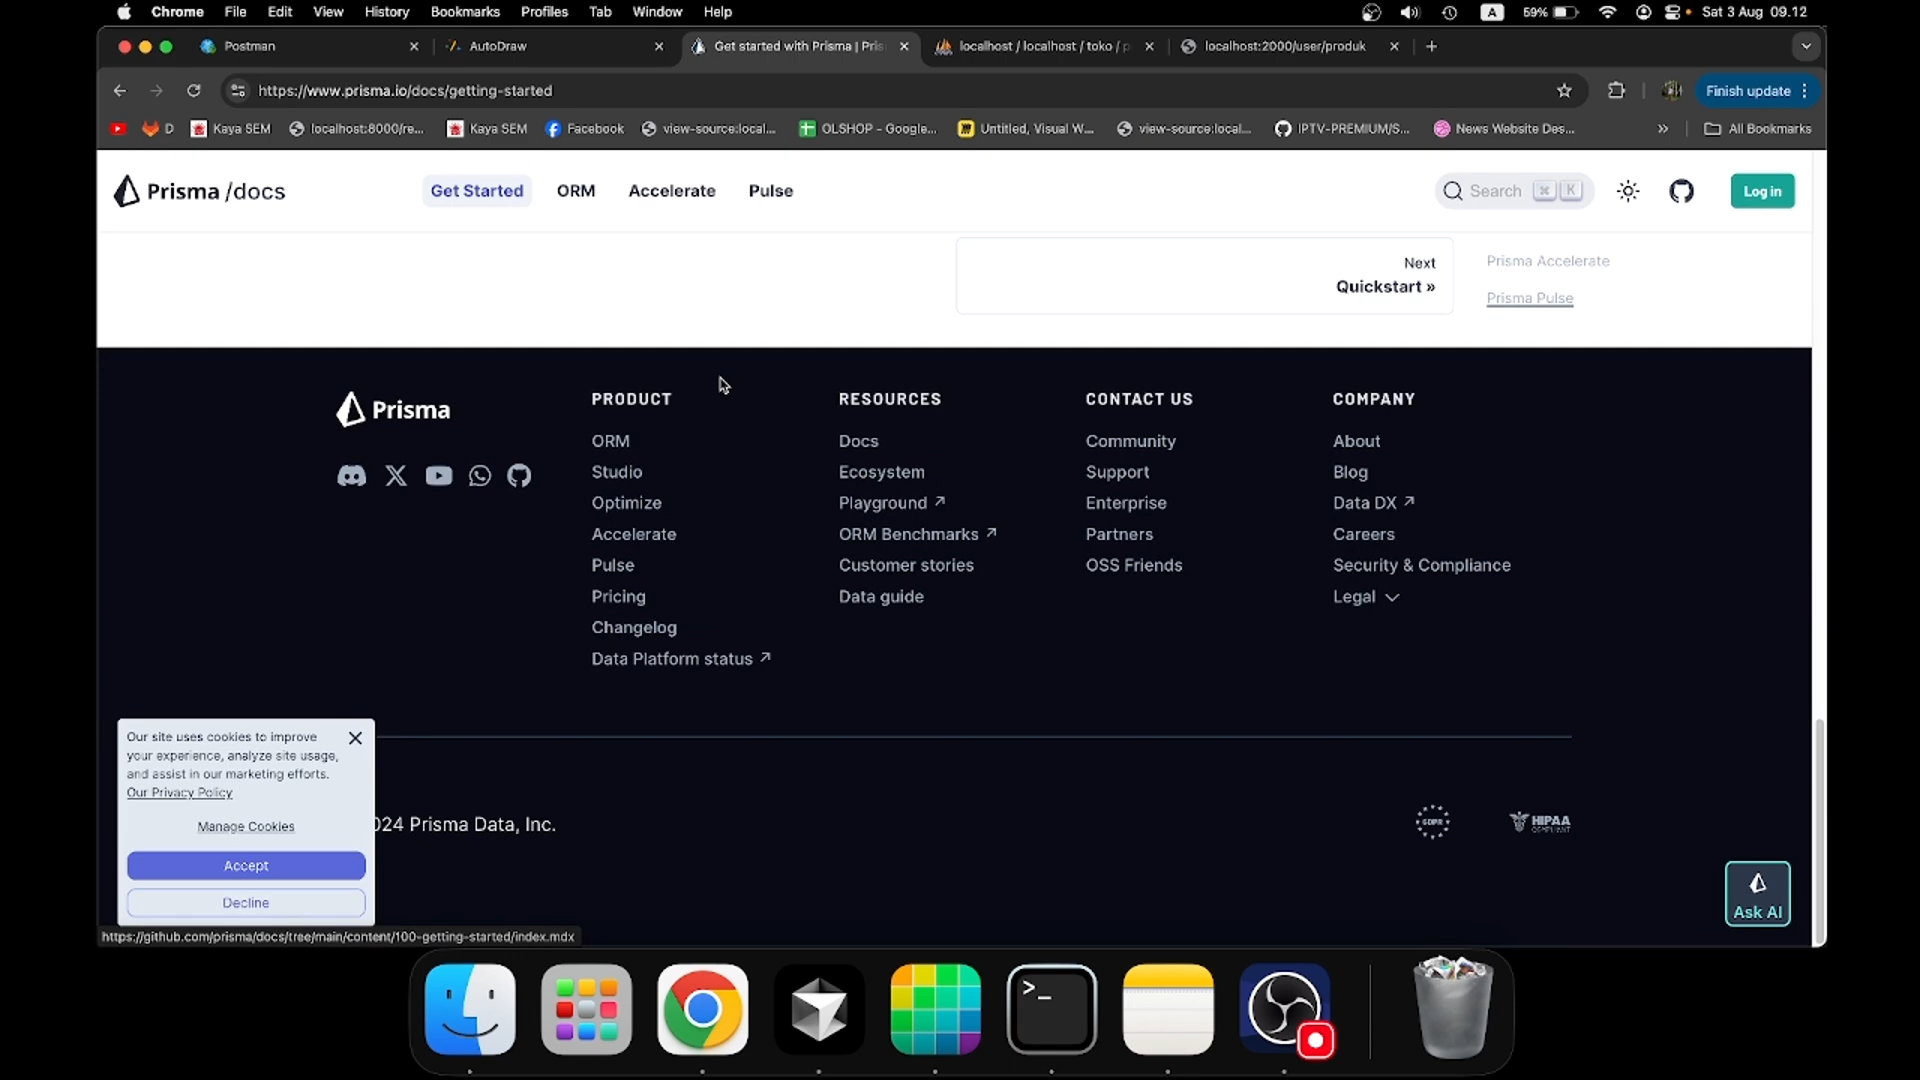 Chrome File Edit View History Bookmarks Profiles Tab Window Help A 59% Sat 3 Aug 09.12
Postman AutoDraw Get started with Prisma | Pris localhost / localhost / toko / p localhost:2000/user/produk
https://www.prisma.io/docs/getting-started Finish update
D Kaya SEM localhost:8000/re... Kaya SEM Facebook view-source:local... OLSHOP - Google... Untitled, Visual W... view-source:local... IPTV-PREMIUM/S... News Website Des... » All Bookmarks
Prisma /docs Get Started ORM Accelerate Pulse Search ⌘ K Log in
Next
Quickstart »
Prisma Accelerate
Prisma Pulse
Prisma
PRODUCT
ORM
Studio
Optimize
Accelerate
Pulse
Pricing
Changelog
Data Platform status ↗
RESOURCES
Docs
Ecosystem
Playground ↗
ORM Benchmarks ↗
Customer stories
Data guide
CONTACT US
Community
Support
Enterprise
Partners
OSS Friends
COMPANY
About
Blog
Data DX ↗
Careers
Security & Compliance
Legal
Our site uses cookies to improve
your experience, analyze site usage,
and assist in our marketing efforts.
Our Privacy Policy
Manage Cookies
Accept
Decline
024 Prisma Data, Inc.
GDPR
HIPAA
COMPLIANT
Ask AI
https://github.com/prisma/docs/tree/main/content/100-getting-started/index.mdx
>_